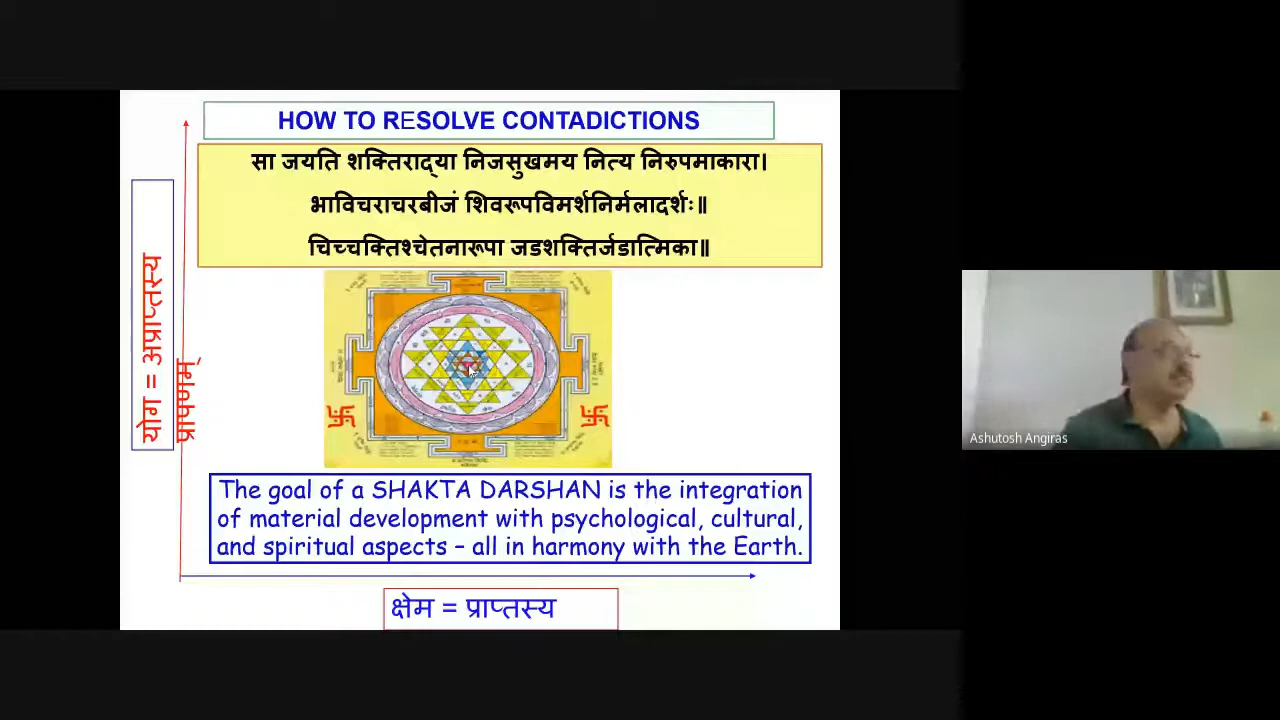 HOW TO RESOLVE CONTADICTIONS
सा जयति शक्तिराद्या निजसुखमय नित्य निरुपमाकारा।
भाविचराचरबीजं शिवरूपविमर्शनिर्मलादर्शः॥
चिच्चक्तिश्चेतनारूपा जडशक्तिर्जडात्मिका॥
योग = अप्राप्तस्य
प्रापणम्
The goal of a SHAKTA DARSHAN is the integration
of material development with psychological, cultural,
and spiritual aspects – all in harmony with the Earth.
क्षेम = प्राप्तस्य
Ashutosh Angiras